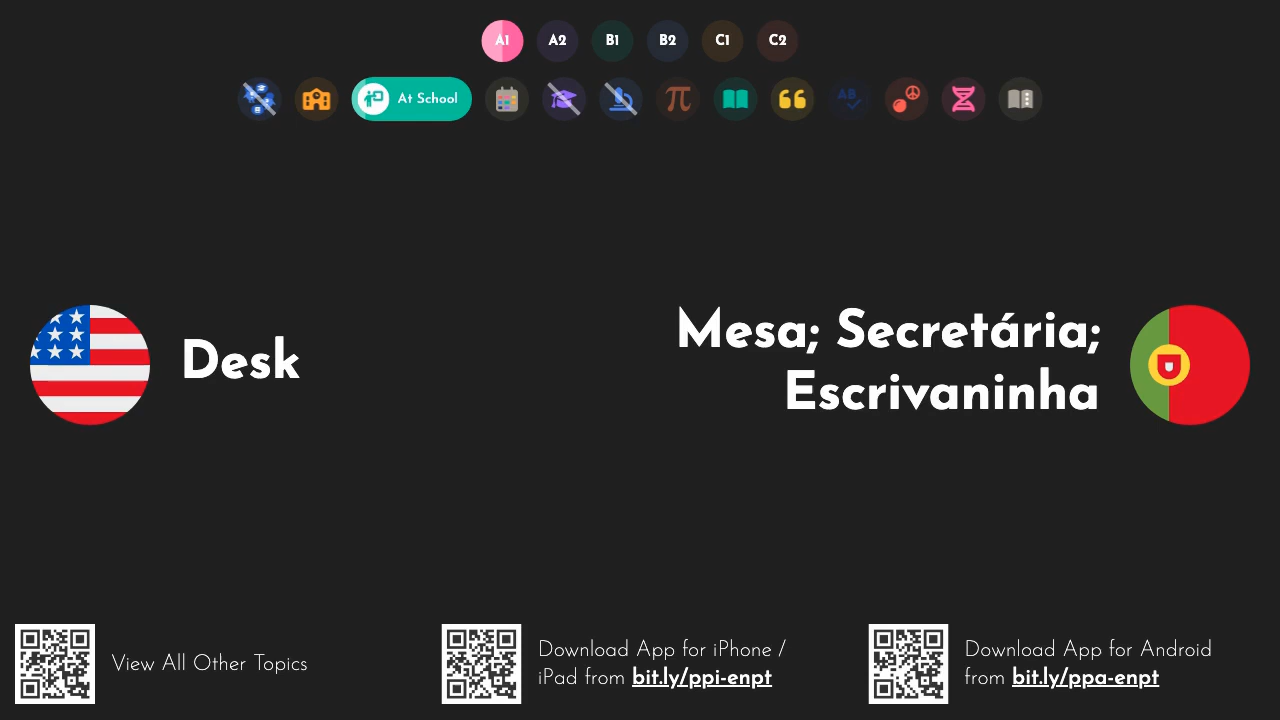 A1 A2 B1 B2 C1 C2
At School
Desk
Mesa; Secretária;
Escrivaninha
View All Other Topics
Download App for iPhone /
iPad from bit.ly/ppi-enpt
Download App for Android
from bit.ly/ppa-enpt